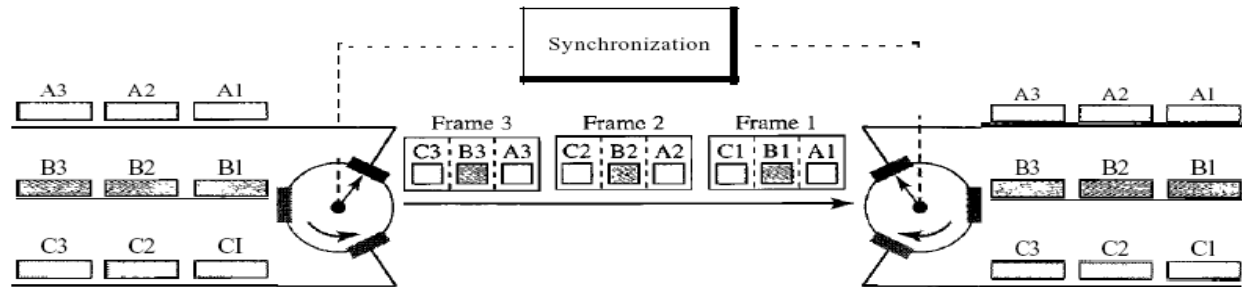 Synchronization
A3 A2 A1
A3 A2 A1
Frame 3 Frame 2 Frame 1
C3 B3 A3 C2 B2 A2 C1 B1 A1
B3 B2 B1
B3 B2 B1
C3 C2 CI
C3 C2 C1